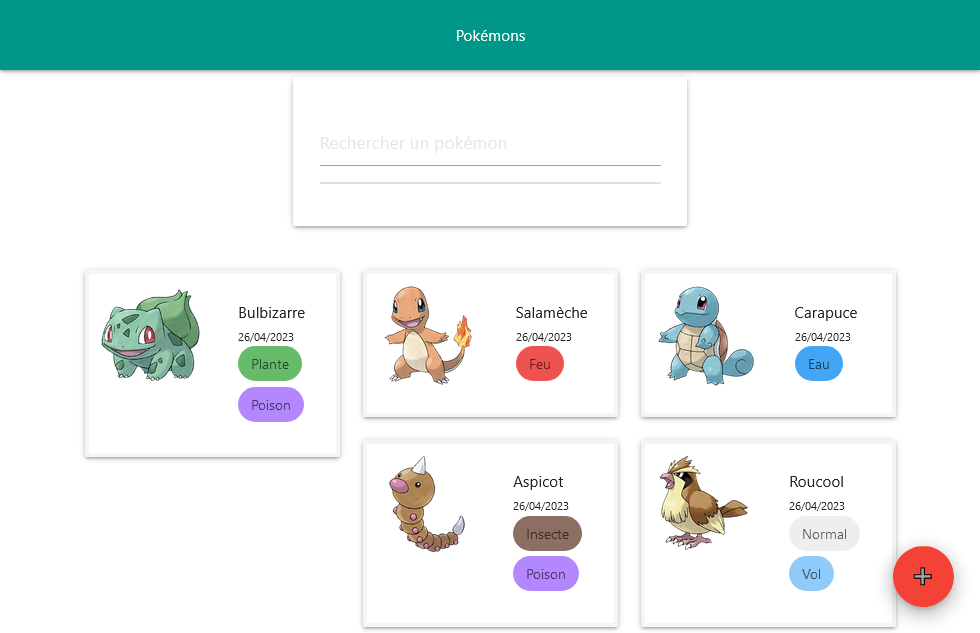 Pokémons
Rechercher un pokémon
Bulbizarre
26/04/2023
Plante
Poison
Salamèche
26/04/2023
Feu
Carapuce
26/04/2023
Eau
Aspicot
26/04/2023
Insecte
Poison
Roucool
26/04/2023
Normal
Vol